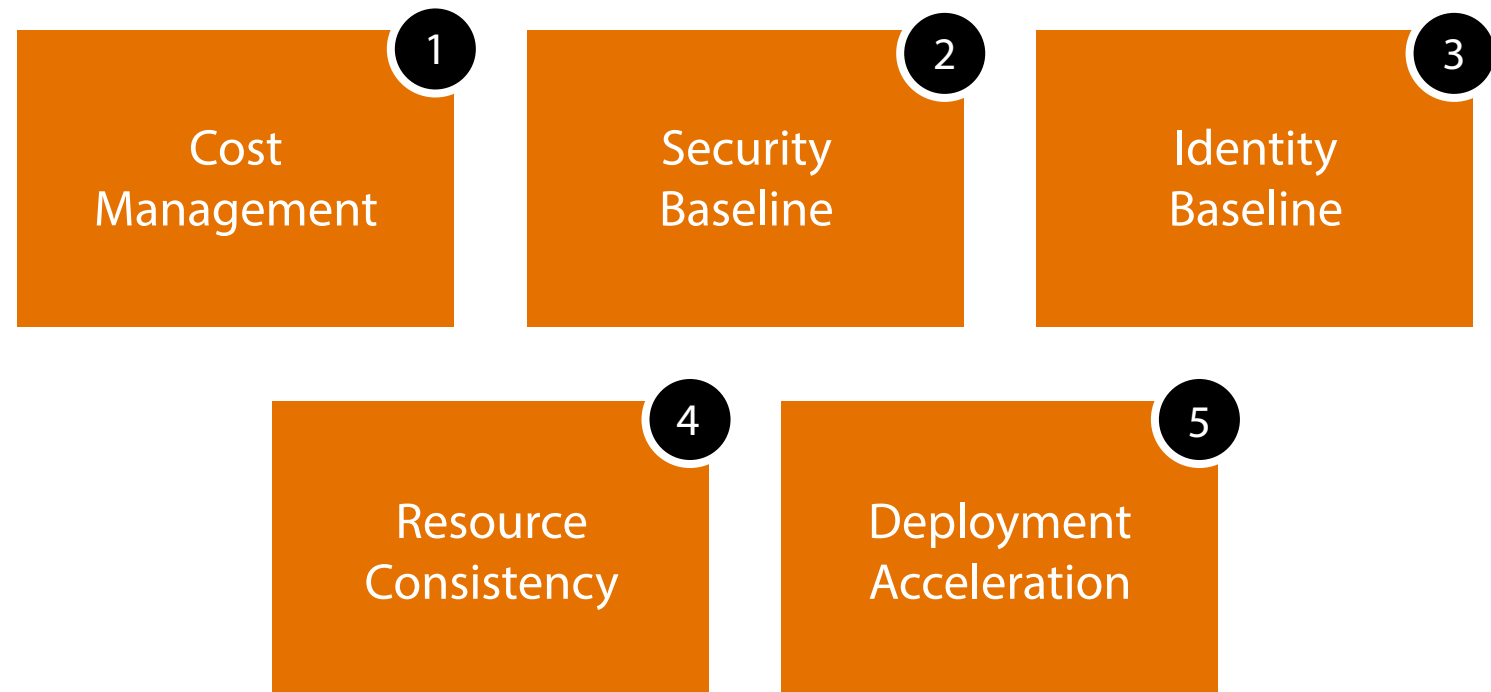 1
Cost
Management
2
Security
Baseline
3
Identity
Baseline
4
Resource
Consistency
5
Deployment
Acceleration